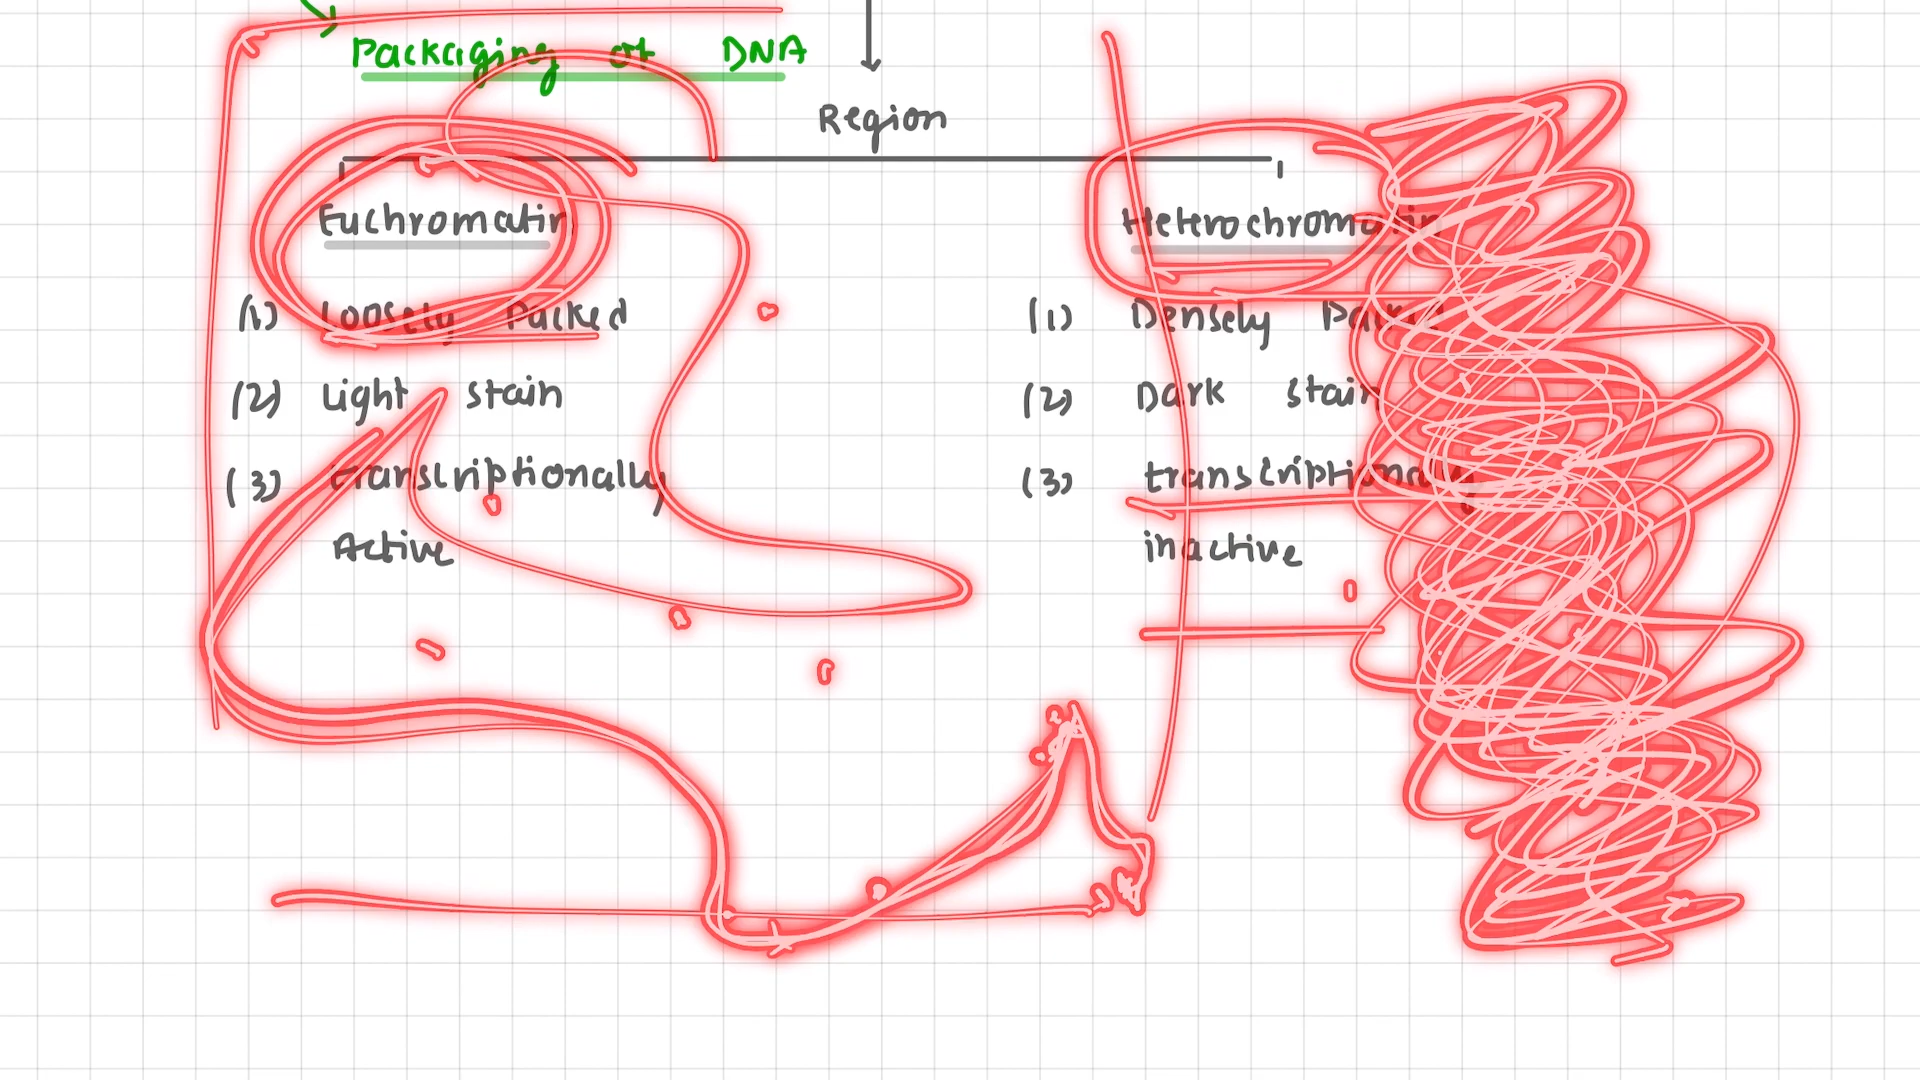 Packaging of DNA
Region
Euchromatin
(1) Loosely Packed
(2) Light stain
(3) transcriptionally
Active
Heterochromatin
(1) Densely Packed
(2) Dark stain
(3) transcriptionally
inactive